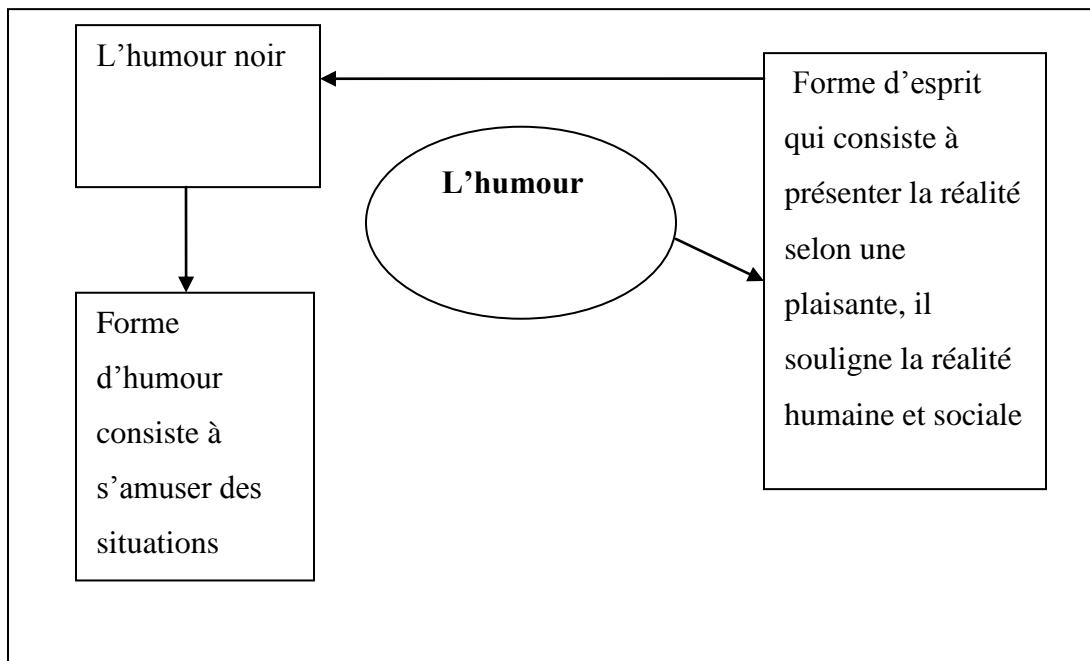 L’humour noir
L’humour
Forme d’esprit
qui consiste à
présenter la réalité
selon une
plaisante, il
souligne la réalité
humaine et sociale
Forme
d’humour
consiste à
s’amuser des
situations